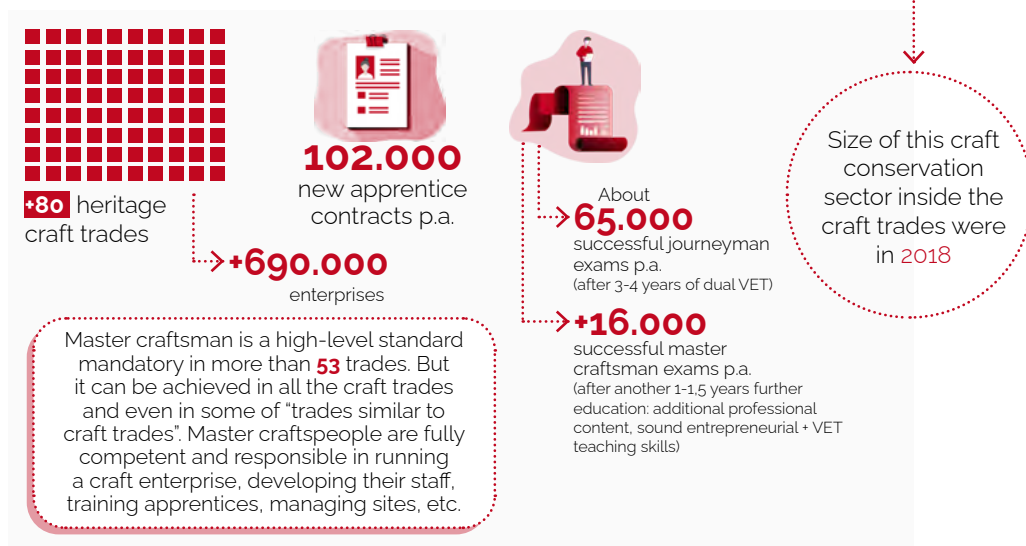 +80 heritage
craft trades
+690.000
enterprises
102.000
new apprentice
contracts p.a.
About
65.000
successful journeyman
exams p.a.
(after 3-4 years of dual VET)
+16.000
successful master
craftsman exams p.a.
(after another 1-1,5 years further
education: additional professional
content, sound entrepreneurial + VET
teaching skills)
Size of this craft
conservation
sector inside the
craft trades were
in 2018
Master craftsman is a high-level standard
mandatory in more than 53 trades. But
it can be achieved in all the craft trades
and even in some of “trades similar to
craft trades”. Master craftspeople are fully
competent and responsible in running
a craft enterprise, developing their staff,
training apprentices, managing sites, etc.